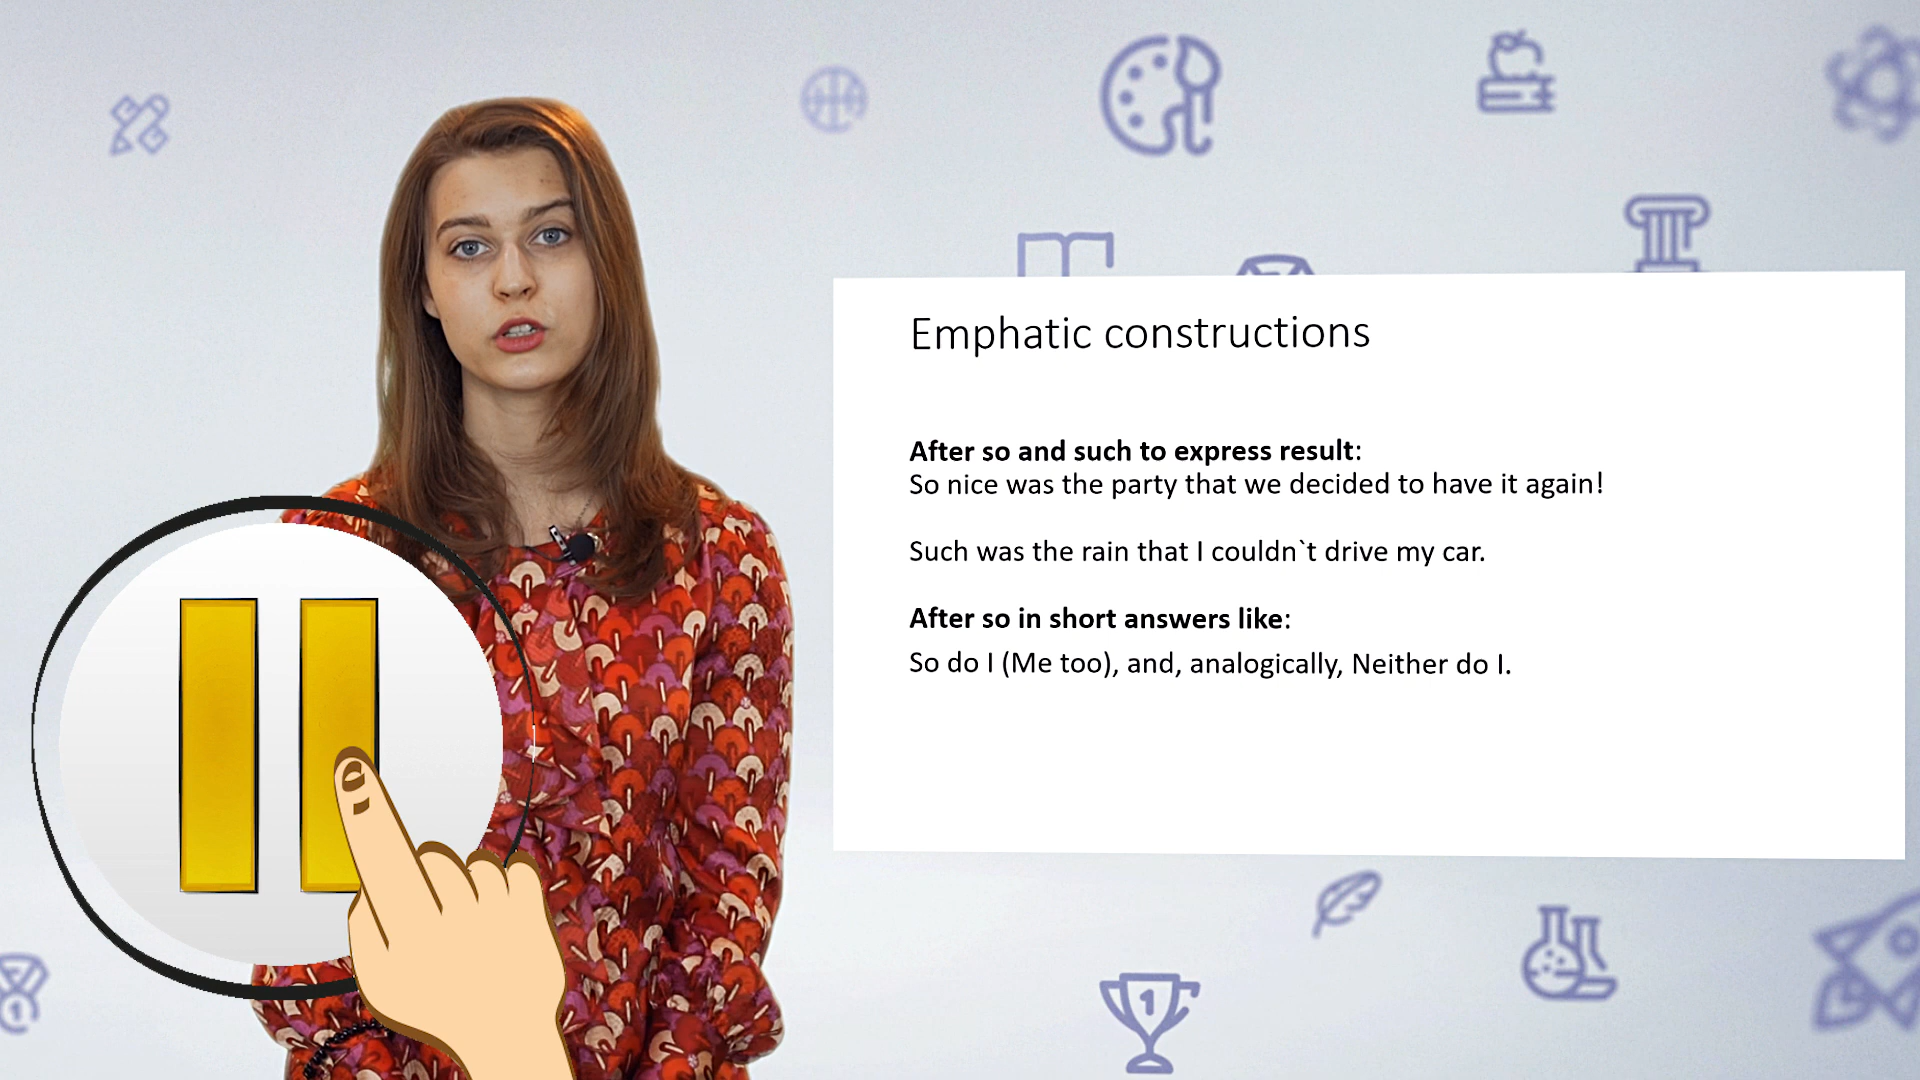 Emphatic constructions
After so and such to express result:
So nice was the party that we decided to have it again!
Such was the rain that I couldn`t drive my car.
After so in short answers like:
So do I (Me too), and, analogically, Neither do I.
1
1